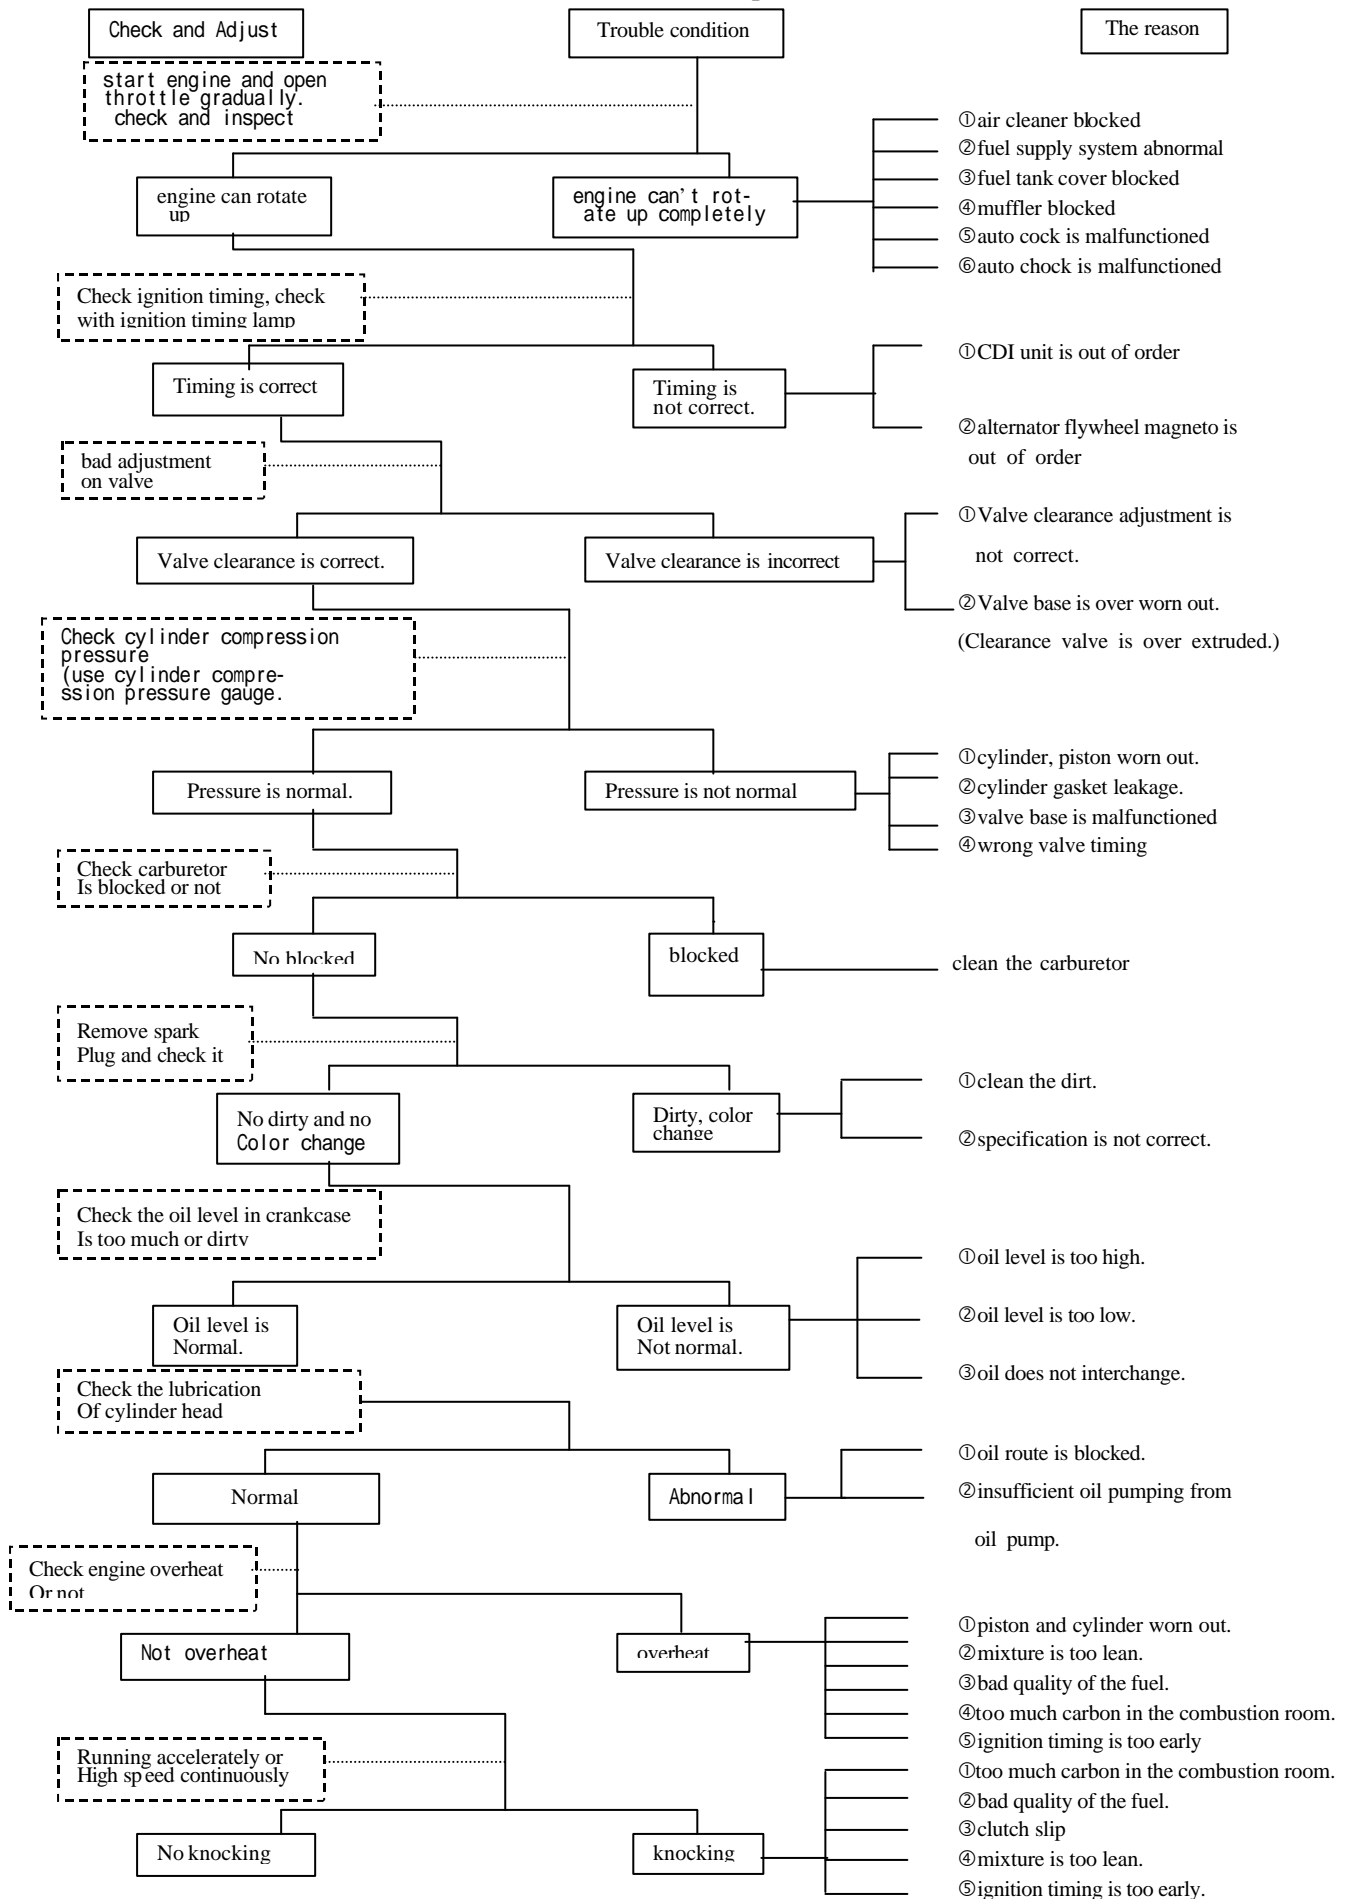 Check and Adjust
Trouble condition
The reason
start engine and open
throttle gradually.
check and inspect
①air cleaner blocked
②fuel supply system abnormal
③fuel tank cover blocked
④muffler blocked
⑤auto cock is malfunctioned
⑥auto chock is malfunctioned
engine can rotate
up
engine can't rot-
ate up completely
Check ignition timing, check
with ignition timing lamp
①CDI unit is out of order
②alternator flywheel magneto is
out of order
Timing is correct
Timing is
not correct.
bad adjustment
on valve
①Valve clearance adjustment is
not correct.
②Valve base is over worn out.
(Clearance valve is over extruded.)
Valve clearance is correct.
Valve clearance is incorrect
Check cylinder compression
pressure
(use cylinder compre-
ssion pressure gauge.
Pressure is normal.
Pressure is not normal
①cylinder, piston worn out.
②cylinder gasket leakage.
③valve base is malfunctioned
④wrong valve timing
Check carburetor
Is blocked or not
No blocked
blocked
clean the carburetor
Remove spark
Plug and check it
No dirty and no
Color change
Dirty, color
change
①clean the dirt.
②specification is not correct.
Check the oil level in crankcase
Is too much or dirty
Oil level is
Normal.
Oil level is
Not normal.
①oil level is too high.
②oil level is too low.
③oil does not interchange.
Check the lubrication
Of cylinder head
Normal
Abnormal
①oil route is blocked.
②insufficient oil pumping from
oil pump.
Check engine overheat
Or not
Not overheat
overheat
①piston and cylinder worn out.
②mixture is too lean.
③bad quality of the fuel.
④too much carbon in the combustion room.
⑤ignition timing is too early
Running accelerately or
High speed continuously
No knocking
knocking
①too much carbon in the combustion room.
②bad quality of the fuel.
③clutch slip
④mixture is too lean.
⑤ignition timing is too early.